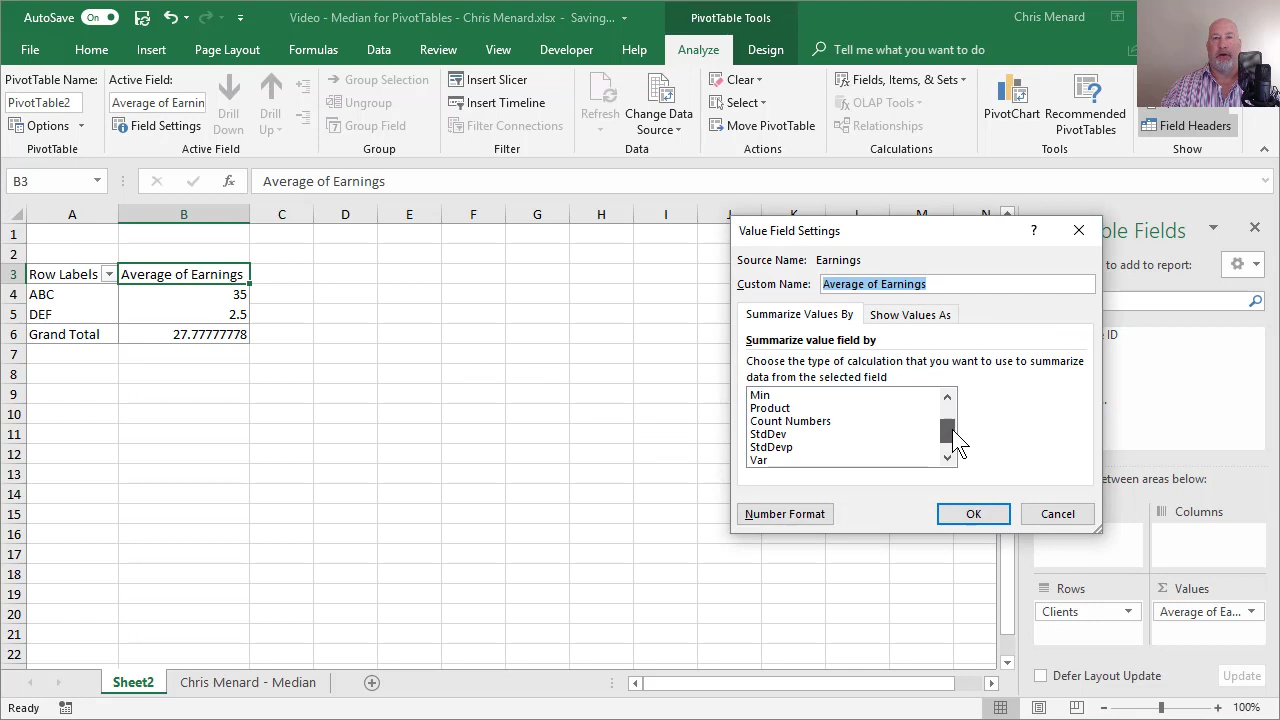 AutoSave On Video - Median for PivotTables - Chris Menard.xlsx - Saving... PivotTable Tools Chris Menard
File Home Insert Page Layout Formulas Data Review View Developer Help Analyze Design Tell me what you want to do
PivotTable Name: Active Field: Group Selection Insert Slicer Clear Fields, Items, & Sets
PivotTable2 Average of Earnin Drill Down Drill Up Ungroup Insert Timeline Refresh Change Data Source Select OLAP Tools PivotChart Recommended PivotTables
Options Field Settings Group Field Filter Connections Move PivotTable Relationships Field Headers
PivotTable Active Field Group Filter Data Actions Calculations Tools Show
B3 fx Average of Earnings
A B C D E F G H I J K L M N
1
2
3 Row Labels Average of Earnings
4 ABC 35
5 DEF 2.5
6 Grand Total 27.77777778
7
8
9
10
11
12
13
14
15
16
17
18
19
20
21
22
Value Field Settings ?
Source Name: Earnings
Custom Name: Average of Earnings
Summarize Values By Show Values As
Summarize value field by
Choose the type of calculation that you want to use to summarize
data from the selected field
Min
Product
Count Numbers
StdDev
StdDevp
Var
Number Format OK Cancel
ble Fields
to add to report:
ID
between areas below:
Columns
Rows Σ Values
Clients Average of Ea...
Defer Layout Update Update
Sheet2 Chris Menard - Median
Ready 100%